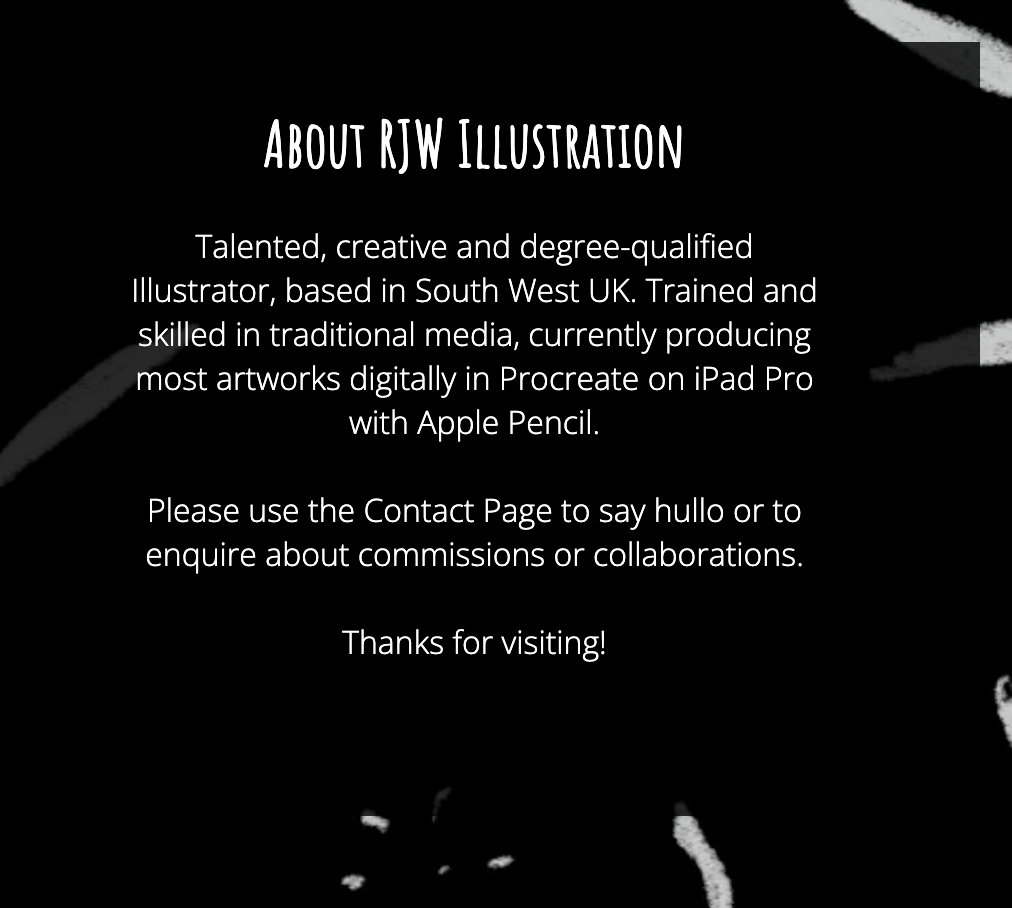 About RJW Illustration
Talented, creative and degree-qualified
Illustrator, based in South West UK. Trained and
skilled in traditional media, currently producing
most artworks digitally in Procreate on iPad Pro
with Apple Pencil.
Please use the Contact Page to say hullo or to
enquire about commissions or collaborations.
Thanks for visiting!